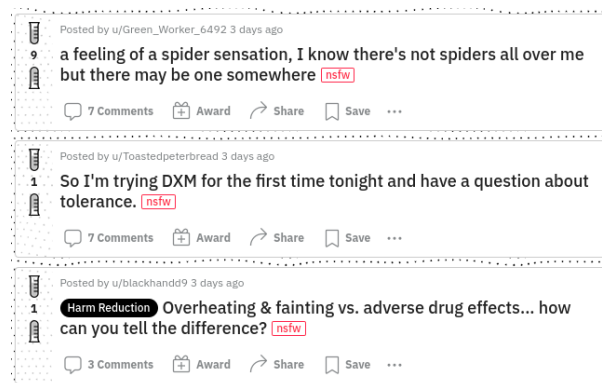 Posted by u/Green_Worker_6492 3 days ago
9
a feeling of a spider sensation, I know there's not spiders all over me
but there may be one somewhere nsfw
7 Comments Award Share Save ...
Posted by u/Toastedpeterbread 3 days ago
1
So I'm trying DXM for the first time tonight and have a question about
tolerance. nsfw
7 Comments Award Share Save ...
Posted by u/blackhandd9 3 days ago
1
Harm Reduction Overheating & fainting vs. adverse drug effects... how
can you tell the difference? nsfw
3 Comments Award Share Save ...